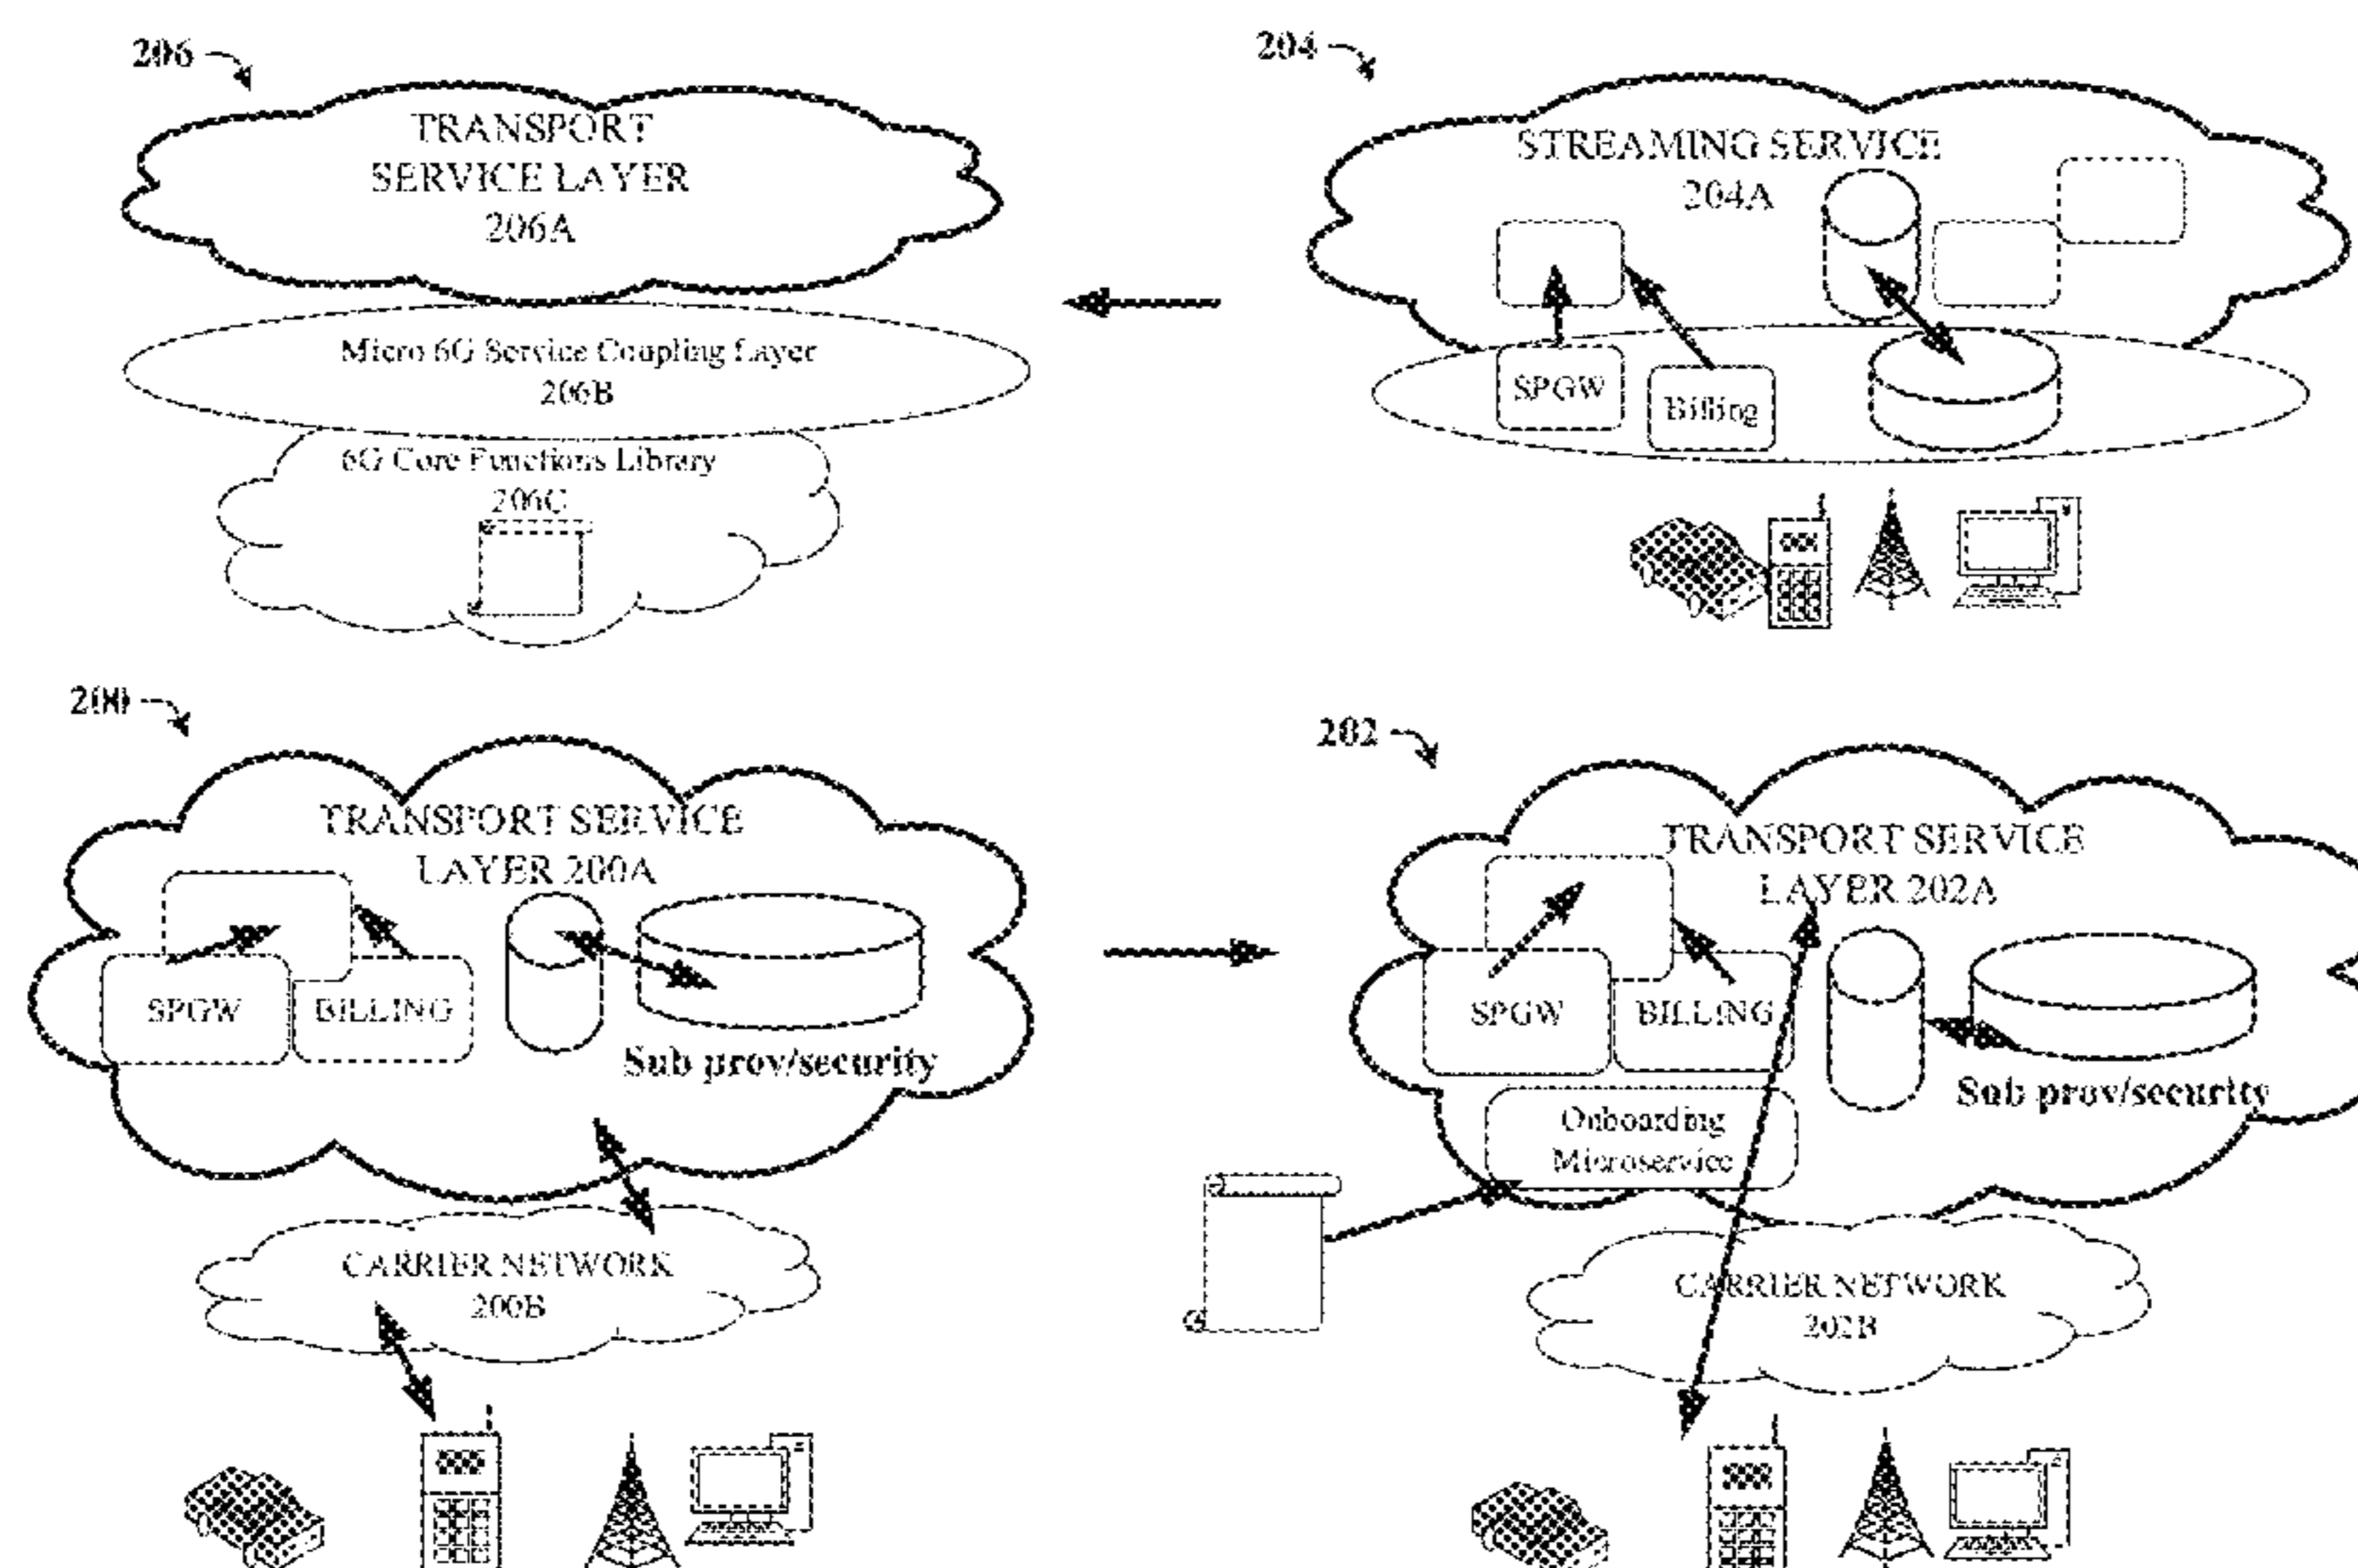 206
TRANSPORT
SERVICE LAYER
206A
Micro 6G Service Coupling Layer
206B
6G Core Functions Library
206C
204
STREAMING SERVICE
204A
SPGW
Billing
200
TRANSPORT SERVICE
LAYER 200A
SPGW
BILLING
Sub prov/security
CARRIER NETWORK
200B
202
TRANSPORT SERVICE
LAYER 202A
SPGW
BILLING
Sub prov/security
Onboarding
Microservice
CARRIER NETWORK
202B